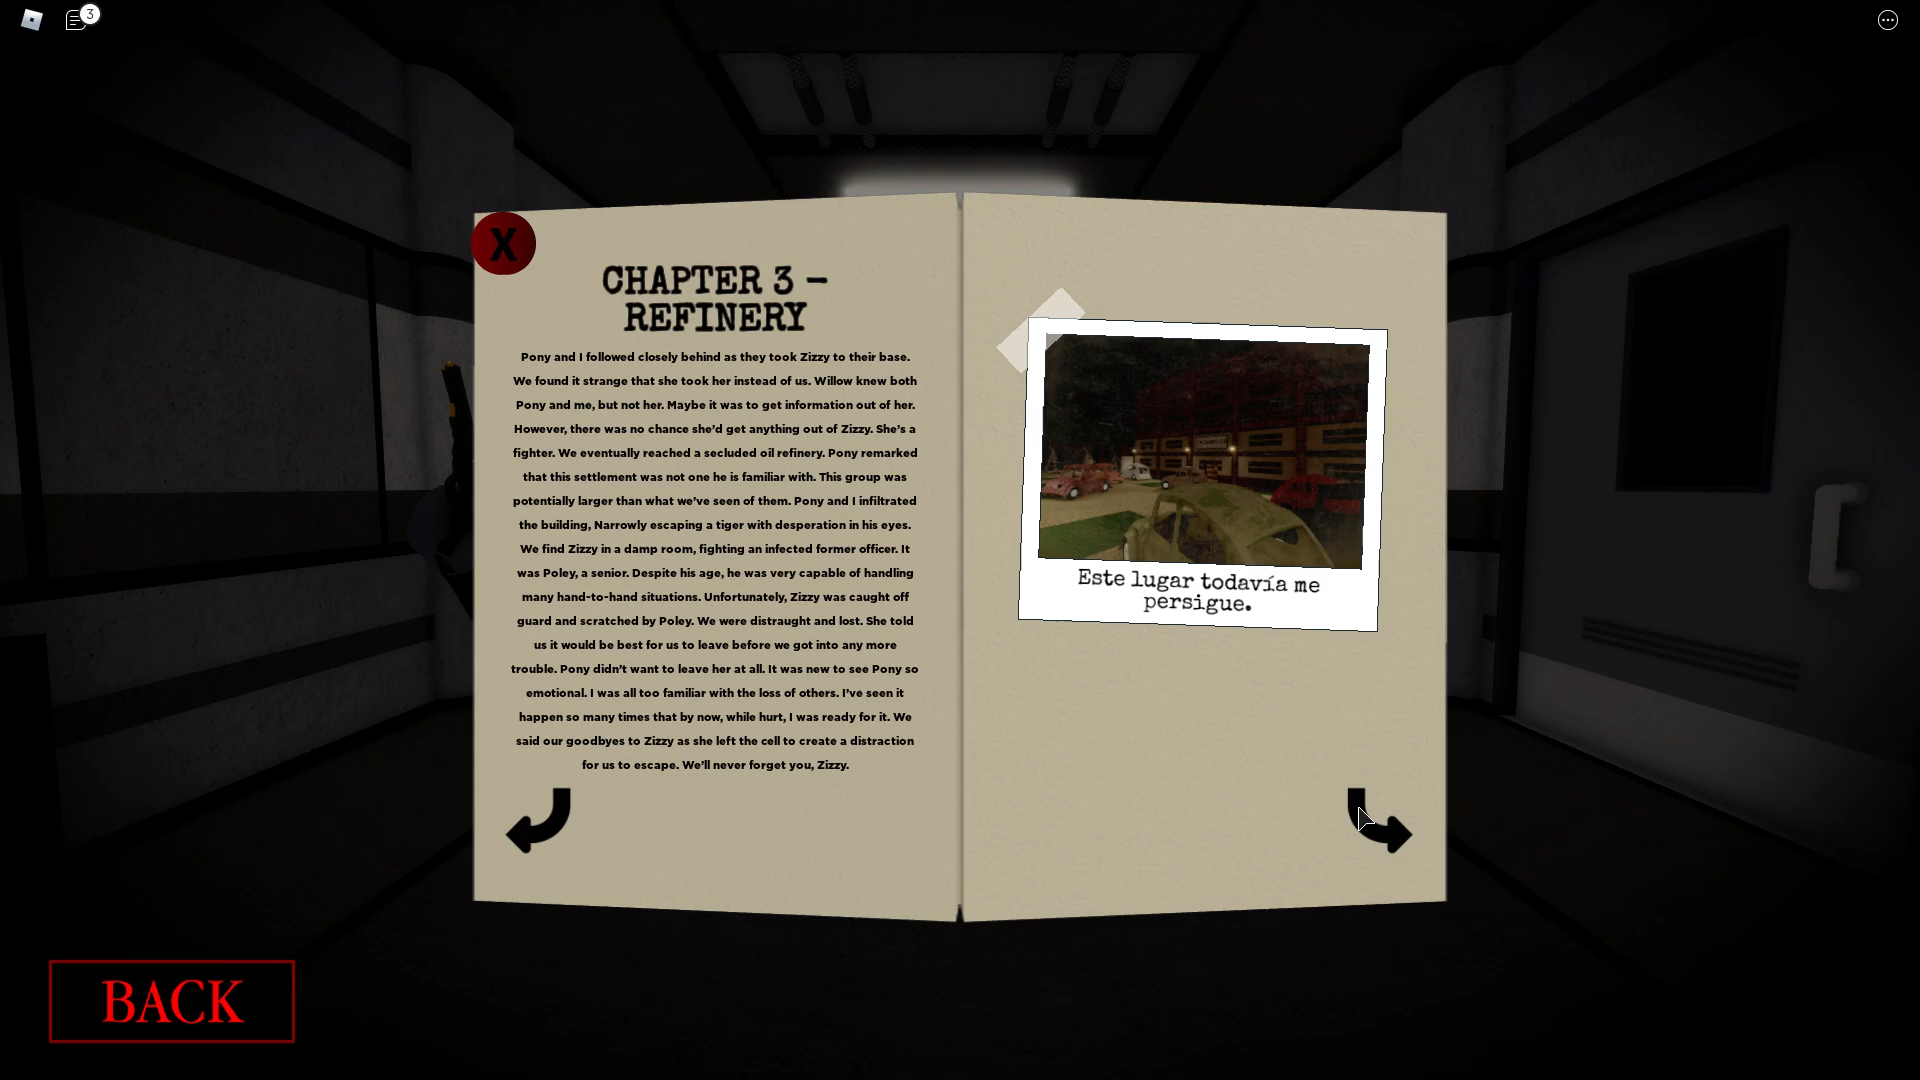 3
X
CHAPTER 3 –
REFINERY
Pony and I followed closely behind as they took Zizzy to their base.
We found it strange that she took her instead of us. Willow knew both
Pony and me, but not her. Maybe it was to get information out of her.
However, there was no chance she'd get anything out of Zizzy. She's a
fighter. We eventually reached a secluded oil refinery. Pony remarked
that this settlement was not one he is familiar with. This group was
potentially larger than what we've seen of them. Pony and I infiltrated
the building, Narrowly escaping a tiger with desperation in his eyes.
We find Zizzy in a damp room, fighting an infected former officer. It
was Poley, a senior. Despite his age, he was very capable of handling
many hand-to-hand situations. Unfortunately, Zizzy was caught off
guard and scratched by Poley. We were distraught and lost. She told
us it would be best for us to leave before we got into any more
trouble. Pony didn't want to leave her at all. It was new to see Pony so
emotional. I was all too familiar with the loss of others. I've seen it
happen so many times that by now, while hurt, I was ready for it. We
said our goodbyes to Zizzy as she left the cell to create a distraction
for us to escape. We'll never forget you, Zizzy.
Este lugar todavía me
persigue.
BACK